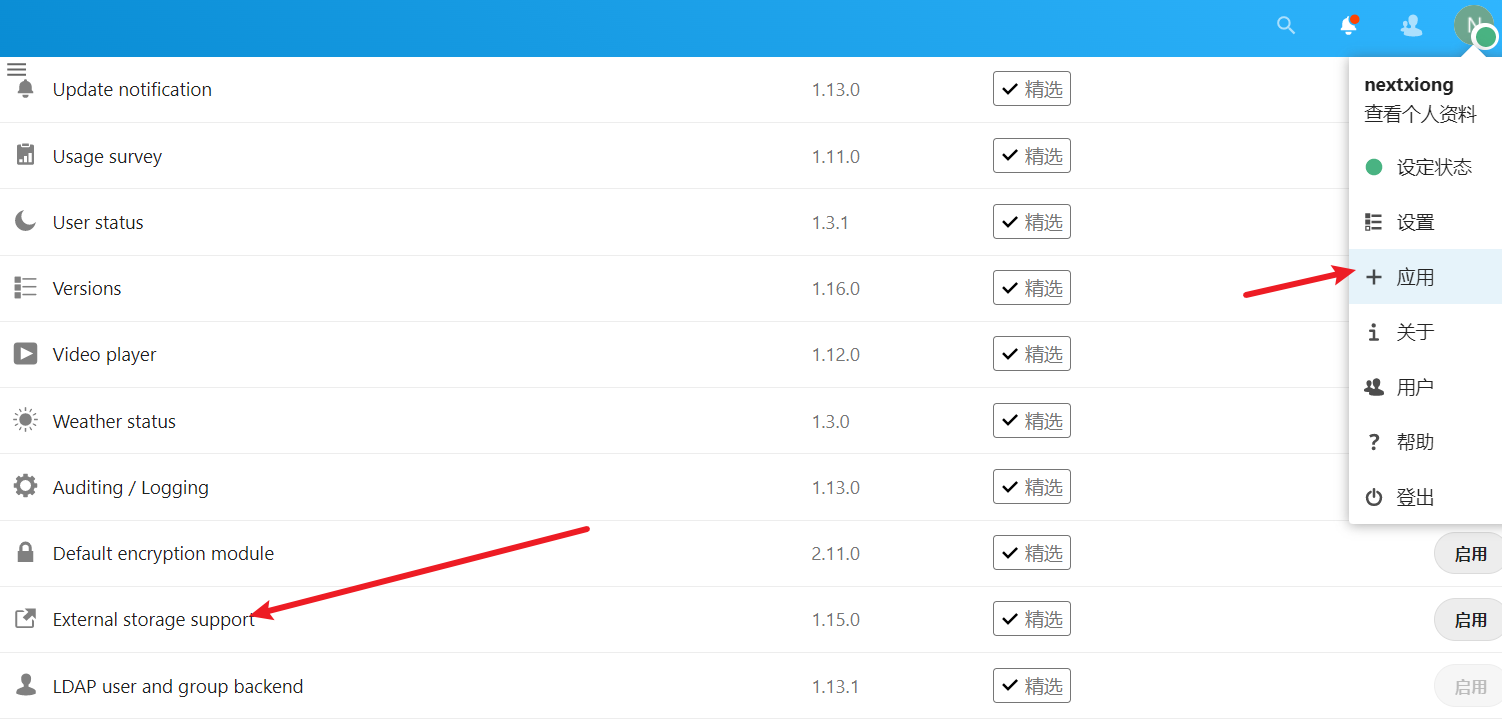 N
nextxiong
查看个人资料
设定状态
设置
应用
关于
用户
帮助
登出
Update notification 1.13.0 精选
Usage survey 1.11.0 精选
User status 1.3.1 精选
Versions 1.16.0 精选
Video player 1.12.0 精选
Weather status 1.3.0 精选
Auditing / Logging 1.13.0 精选
Default encryption module 2.11.0 精选 启用
External storage support 1.15.0 精选 启用
LDAP user and group backend 1.13.1 精选 启用